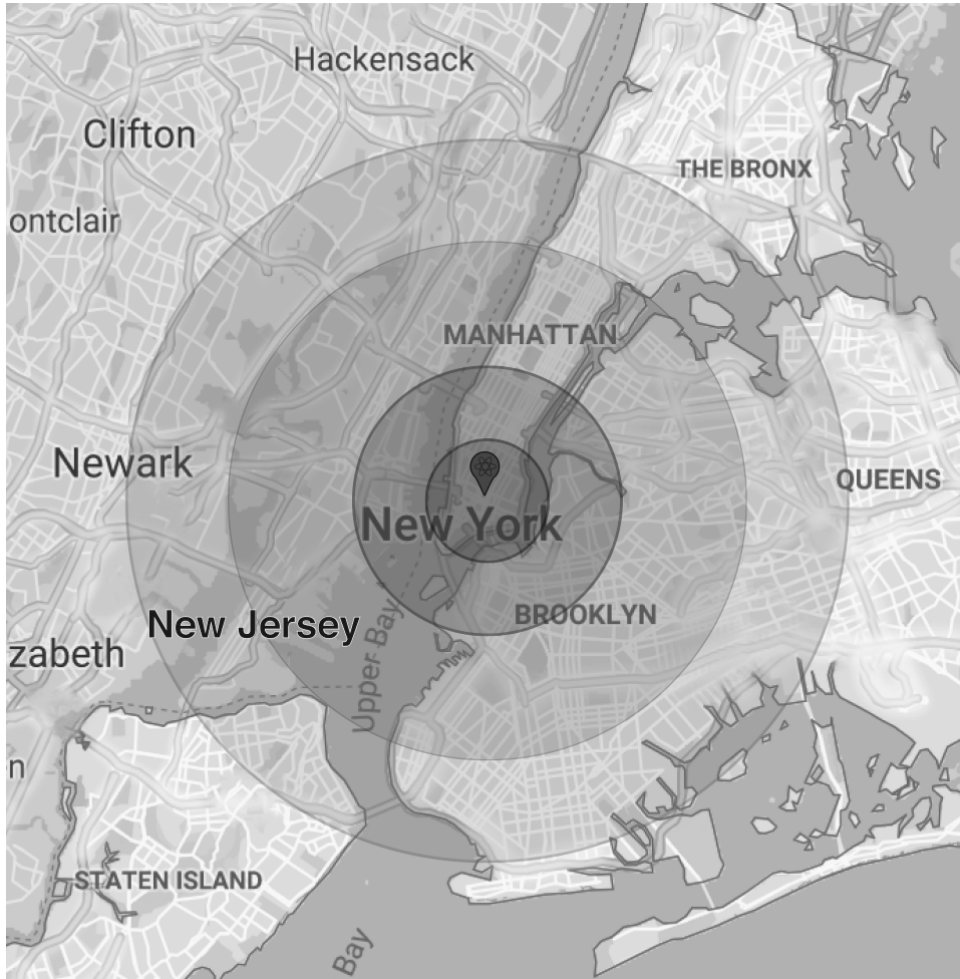 Hackensack
Clifton
THE BRONX
ontclair
MANHATTAN
Newark
QUEENS
New York
BROOKLYN
New Jersey
Upper Bay
zabeth
n
STATEN ISLAND
Bay